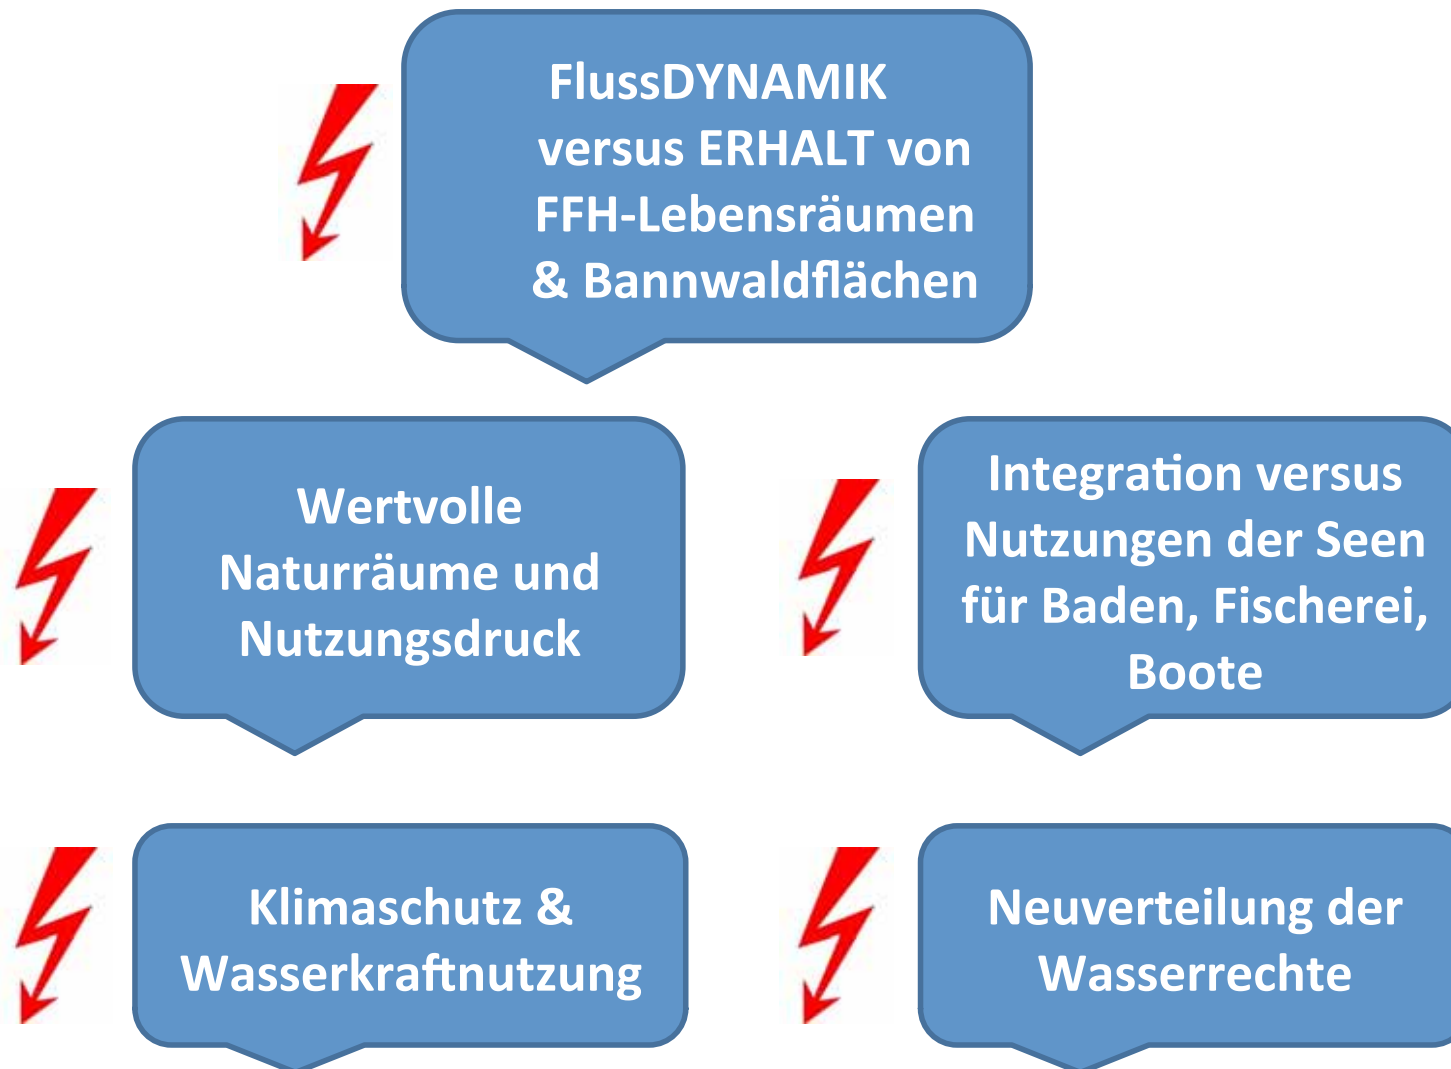 FlussDYNAMIK
versus ERHALT von
FFH-Lebensräumen
& Bannwaldflächen
Wertvolle
Naturräume und
Nutzungsdruck
Integration versus
Nutzungen der Seen
für Baden, Fischerei,
Boote
Klimaschutz &
Wasserkraftnutzung
Neuverteilung der
Wasserrechte